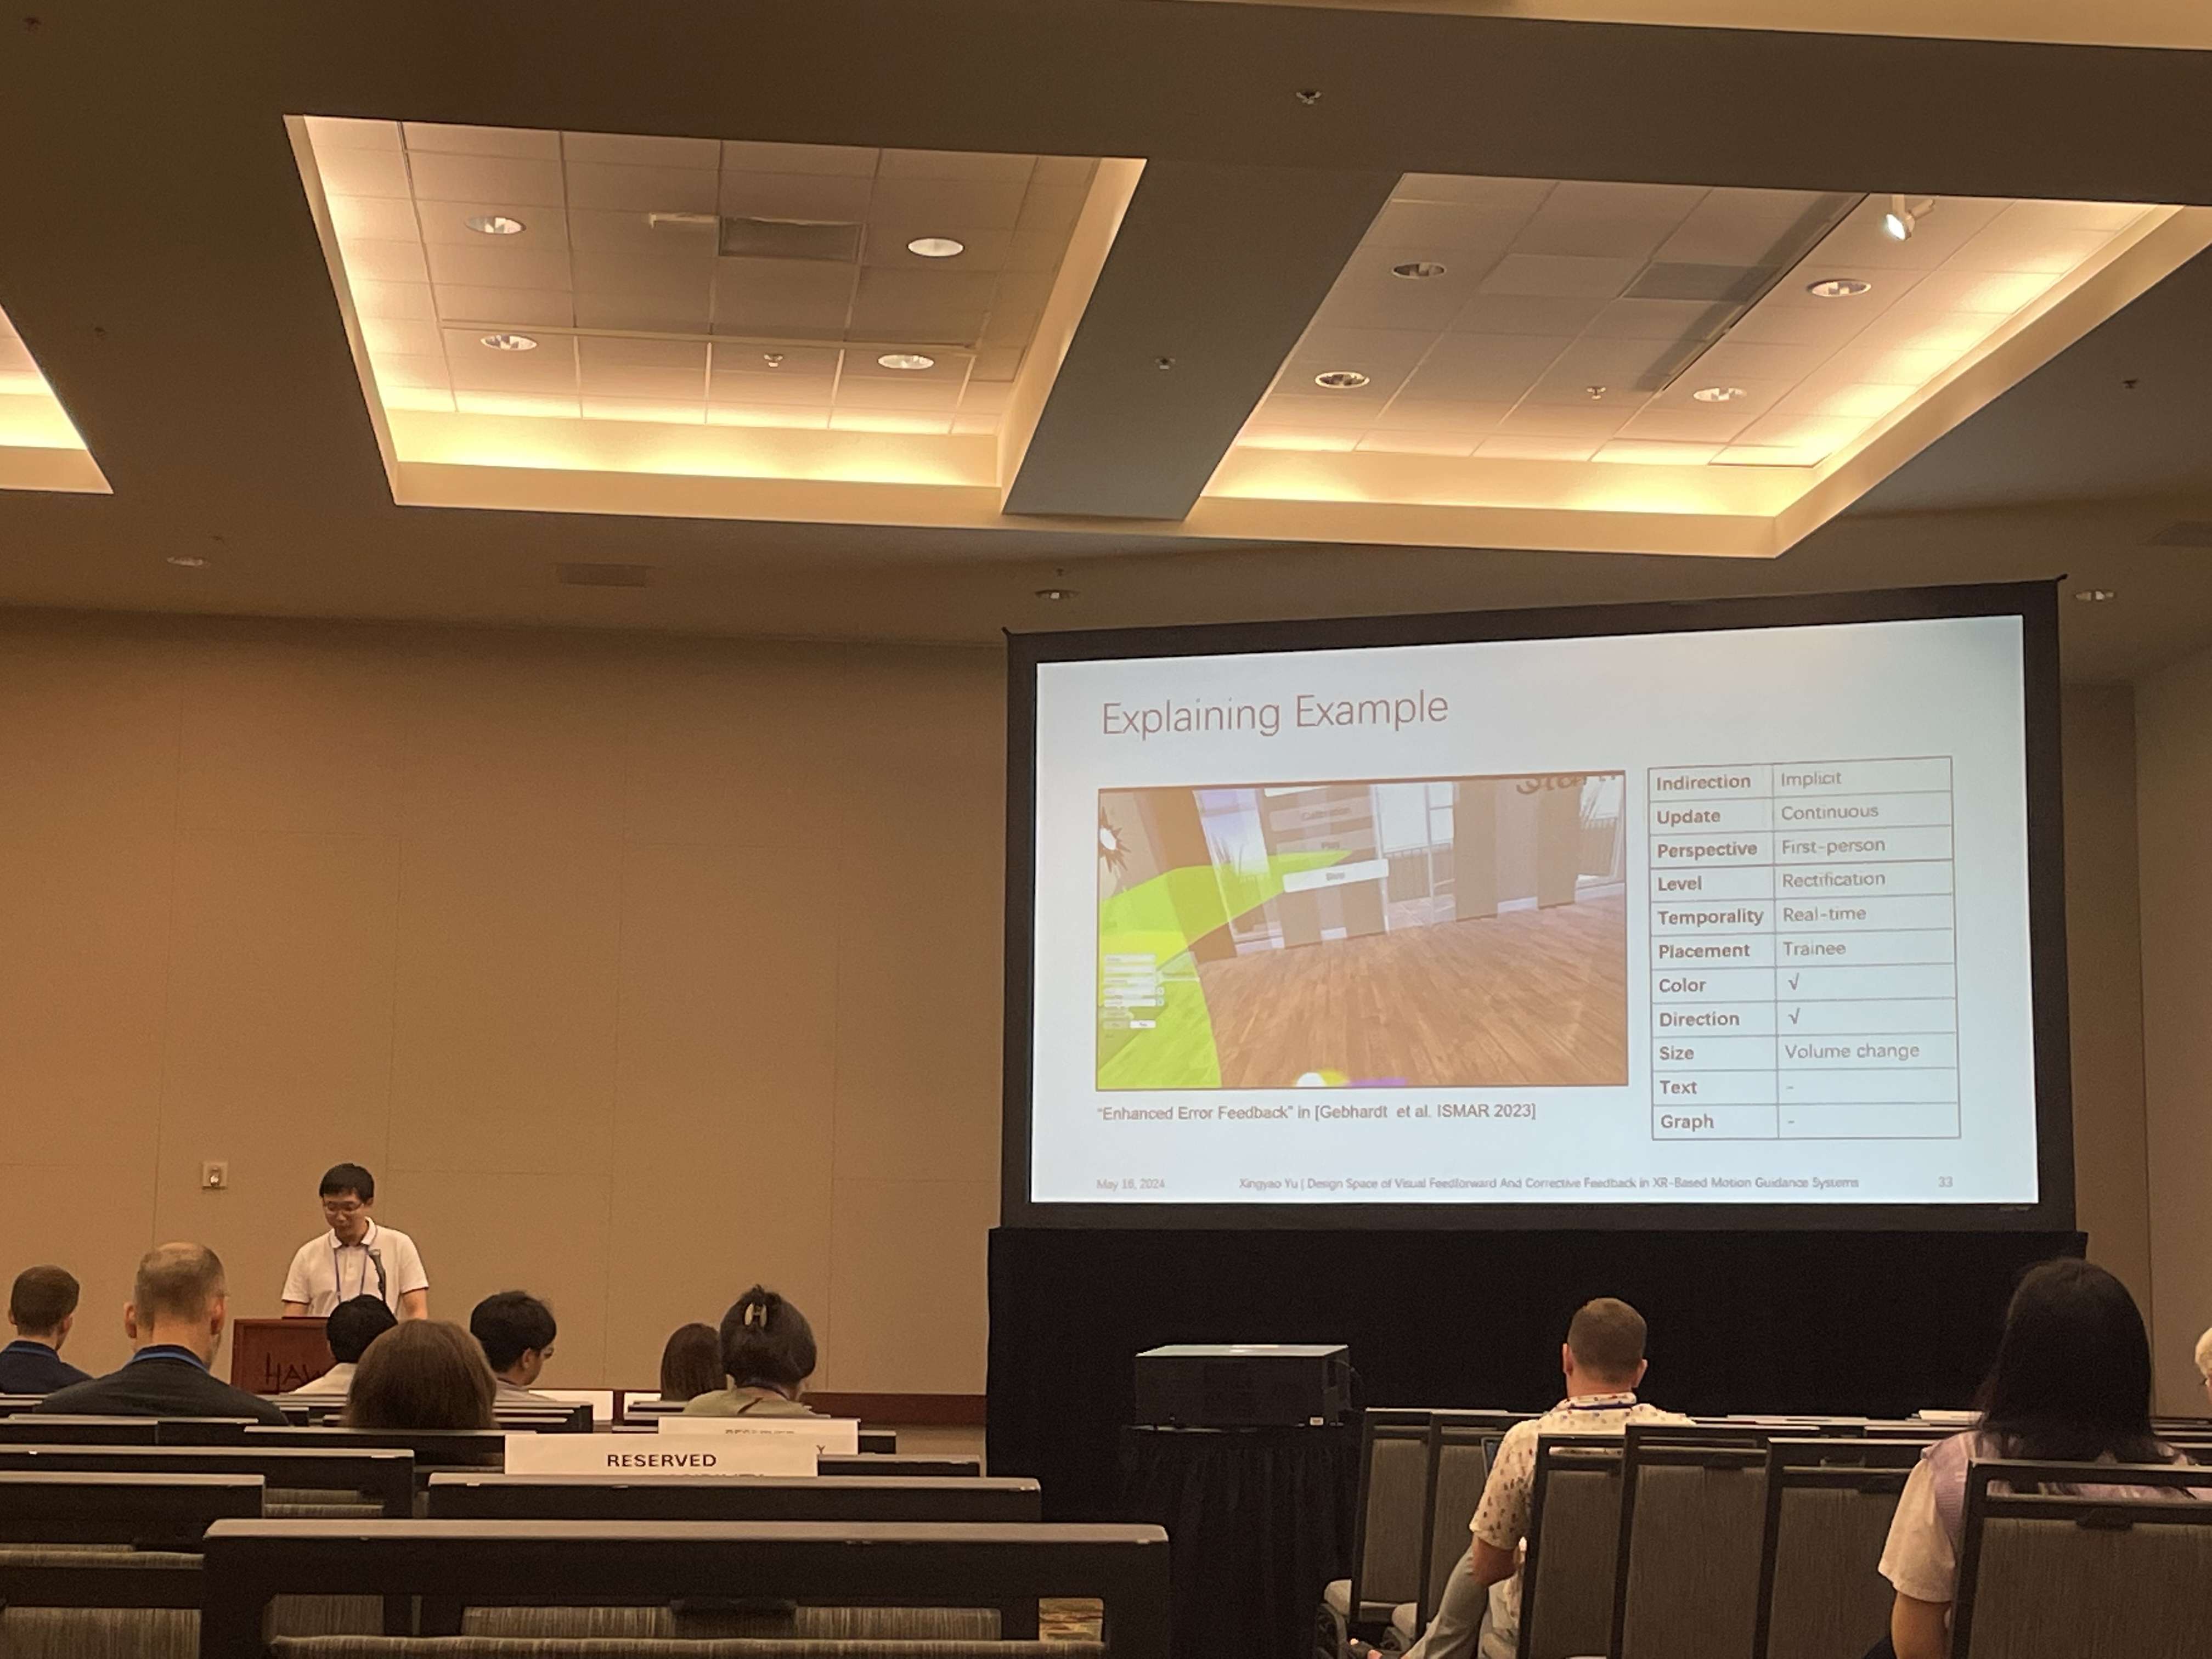 Explaining Example
Indirection Implicit
Update Continuous
Perspective First-person
Level Rectification
Temporality Real-time
Placement Trainee
Color √
Direction √
Size Volume change
Text -
Graph -
"Enhanced Error Feedback" in [Gebhardt et al. ISMAR 2023]
May 16, 2024 Xingyao Yu | Design Space of Visual Feedforward And Corrective Feedback in XR-Based Motion Guidance Systems 33
HAW
RESERVED